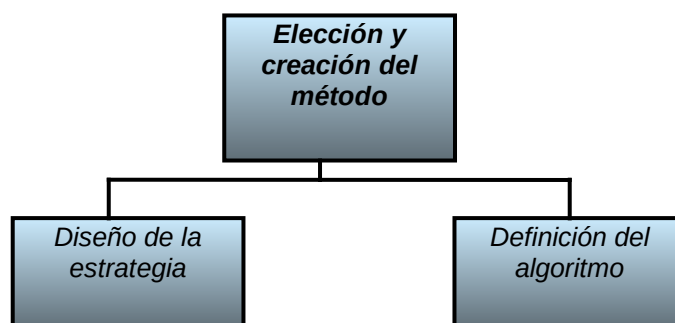 Elección y
creación del
método
Diseño de la
estrategia
Definición del
algoritmo